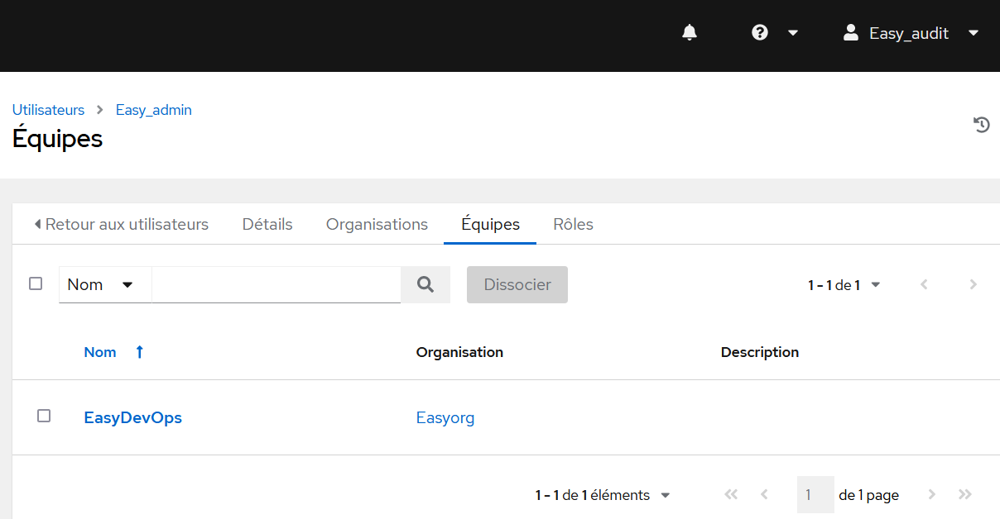 Easy_audit
Utilisateurs Easy_admin
Équipes
Retour aux utilisateurs Détails Organisations Équipes Rôles
Nom Dissocier 1 - 1 de 1
Nom Organisation Description
EasyDevOps Easyorg
1 - 1 de 1 éléments 1 de 1 page